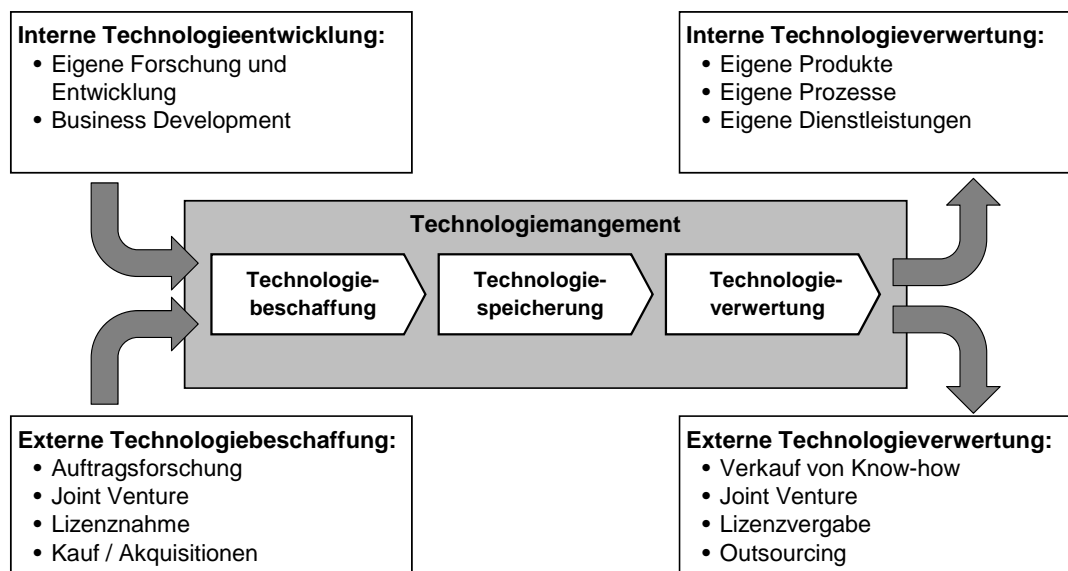 Interne Technologieentwicklung:
• Eigene Forschung und
Entwicklung
• Business Development
Interne Technologieverwertung:
• Eigene Produkte
• Eigene Prozesse
• Eigene Dienstleistungen
Technologiemangement
Technologie-
beschaffung
Technologie-
speicherung
Technologie-
verwertung
Externe Technologiebeschaffung:
• Auftragsforschung
• Joint Venture
• Lizenznahme
• Kauf / Akquisitionen
Externe Technologieverwertung:
• Verkauf von Know-how
• Joint Venture
• Lizenzvergabe
• Outsourcing